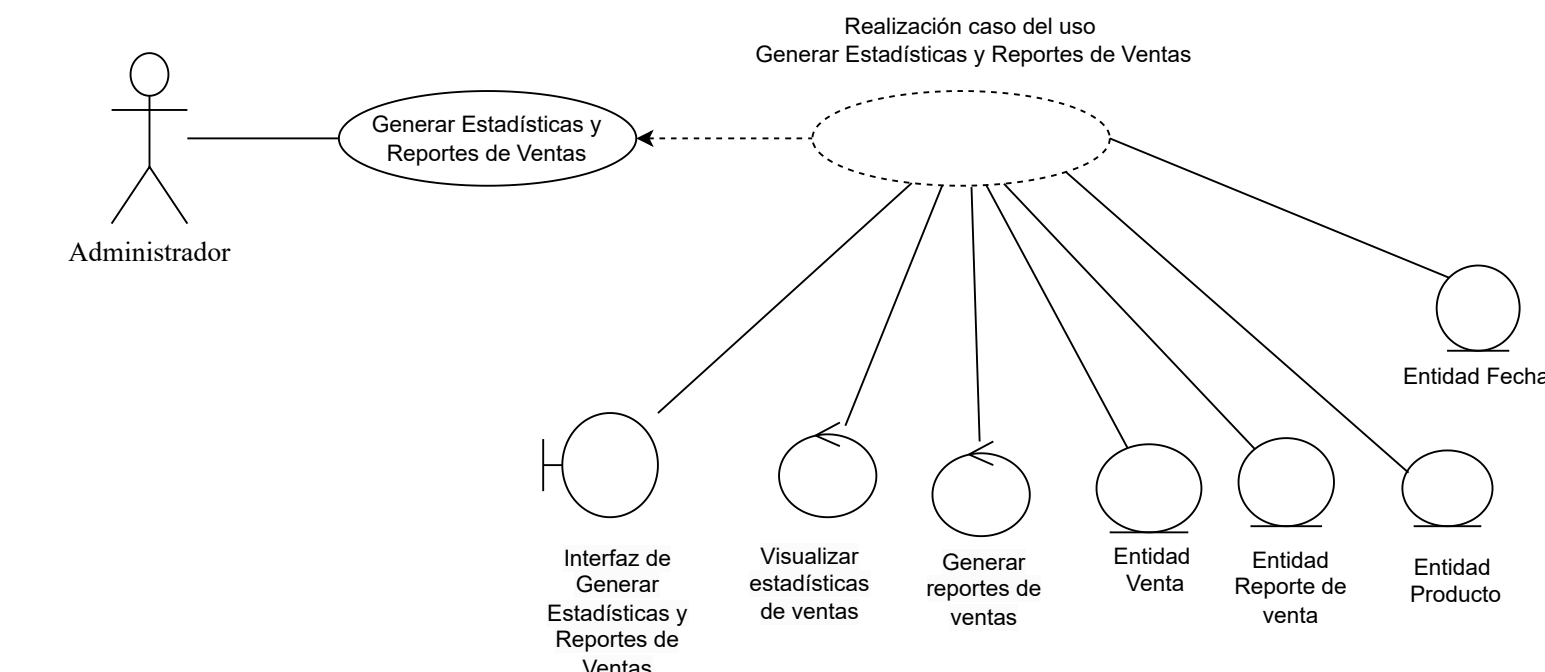 Realización caso del uso
Generar Estadísticas y Reportes de Ventas
Generar Estadísticas y
Reportes de Ventas
Administrador
Entidad Fecha
Interfaz de
Generar
Estadísticas y
Reportes de
Ventas
Visualizar
estadísticas
de ventas
Generar
reportes de
ventas
Entidad
Venta
Entidad
Reporte de
venta
Entidad
Producto